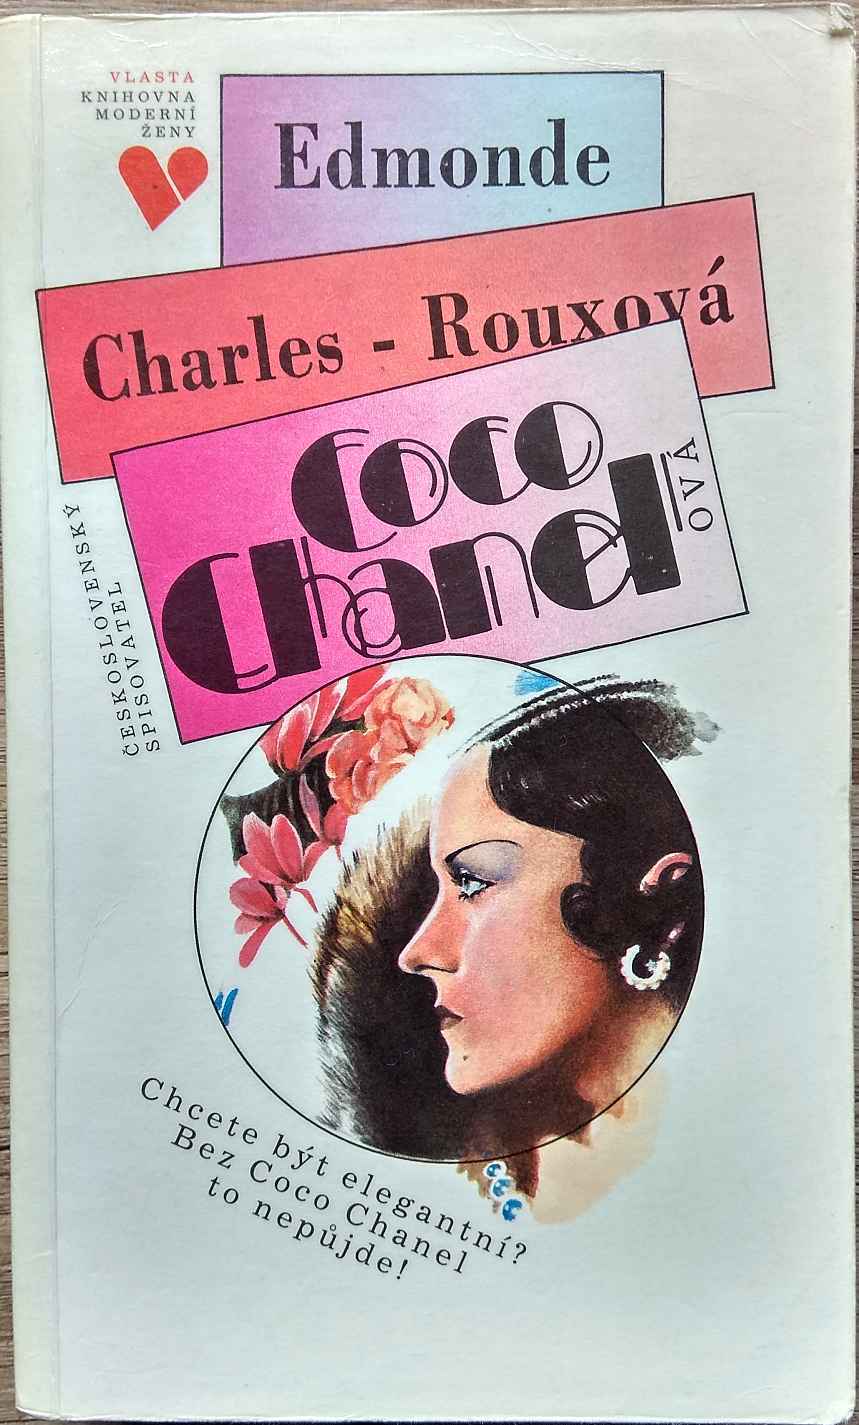 VLASTA
KNIHOVNA
MODERNÍ
ŽENY
Edmonde
Charles - Rouxová
Coco
Chanel
OVÁ
ČESKOSLOVENSKÝ
SPISOVATEL
Chcete být elegantní?
Bez Coco Chanel
to nepůjde!